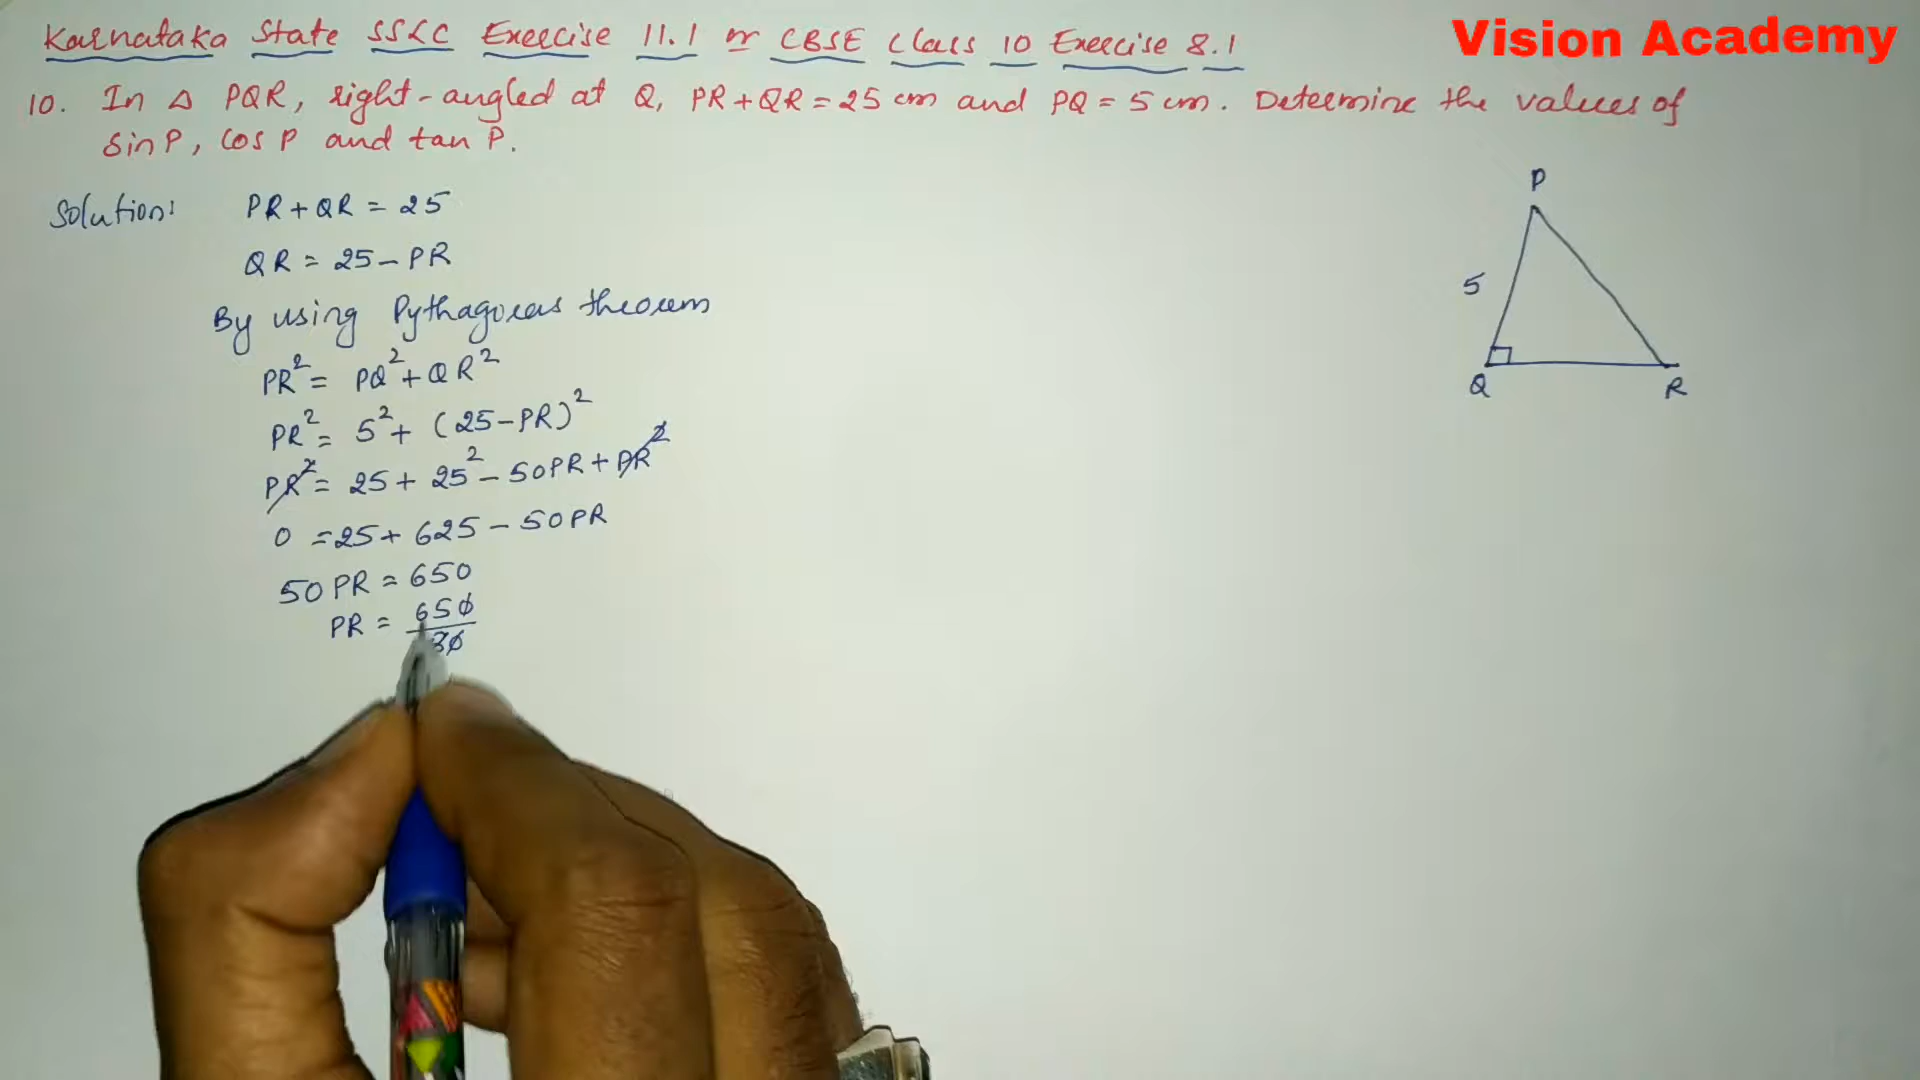 Karnataka State SSLC Exercise 11.1 or CBSE Class 10 Exercise 8.1
Vision Academy
10. In △ PQR, right-angled at Q, PR+QR=25 cm and PQ=5 cm. Determine the values of
sin P, cos P and tan P.
Solution:
PR+QR = 25
QR = 25-PR
By using Pythagoreas theorem
PR² = PQ²+QR²
PR² = 5²+ (25-PR)²
PR² = 25+ 25² - 50PR + PR²
0 = 25+ 625 - 50PR
50 PR = 650
PR = 650
0
P
5
Q
R